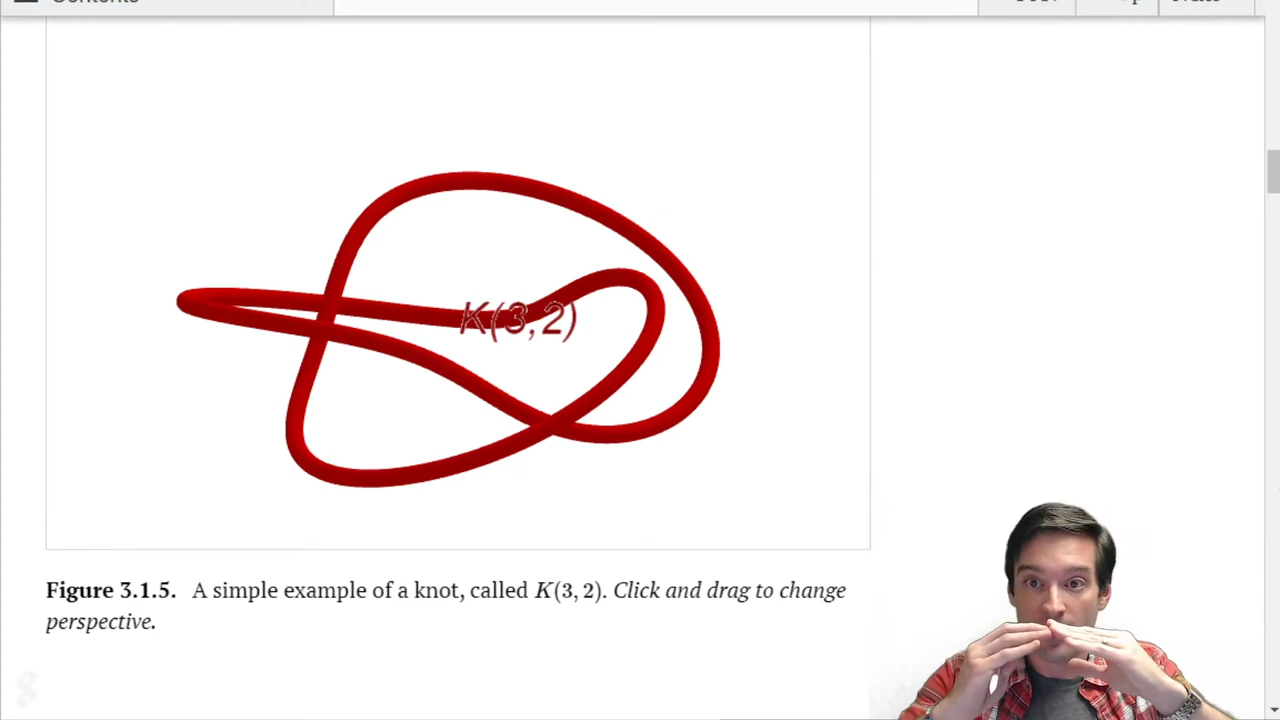 K(3,2)
Figure 3.1.5. A simple example of a knot, called K(3, 2). Click and drag to change
perspective.